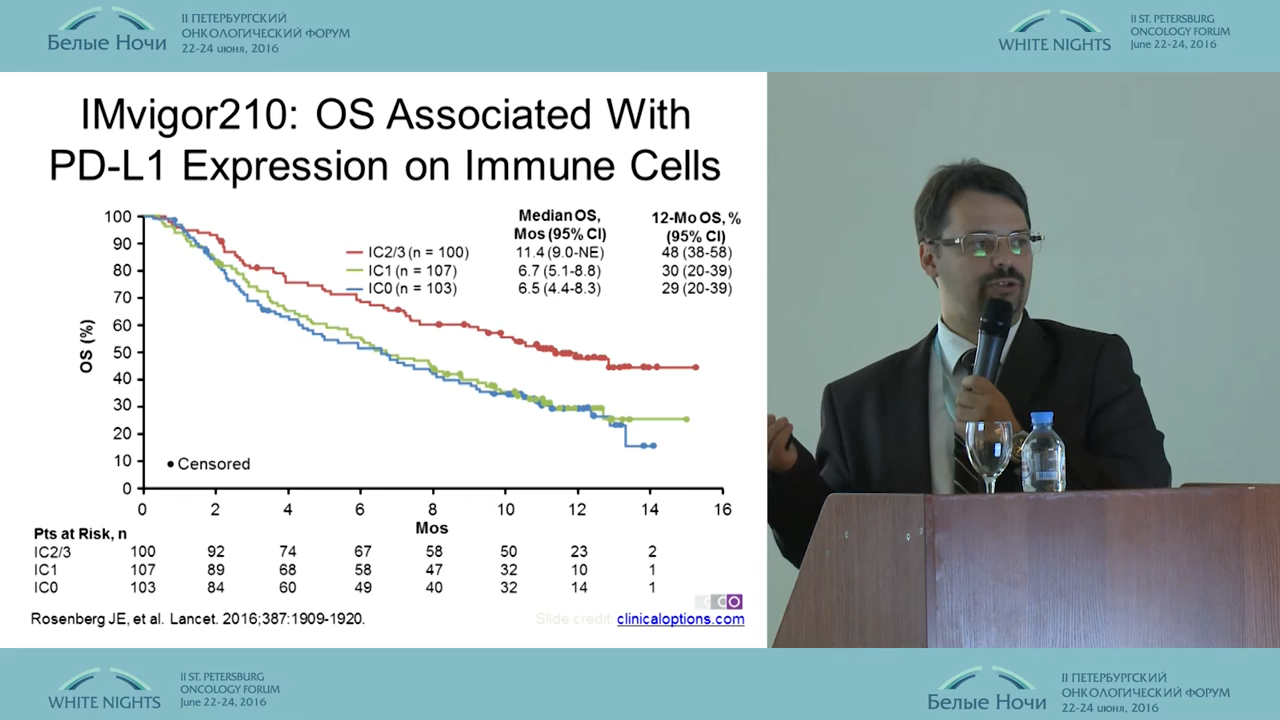 Белые Ночи
II ПЕТЕРБУРГСКИЙ
ОНКОЛОГИЧЕСКИЙ ФОРУМ
22-24 июня, 2016
WHITE NIGHTS
II ST. PETERSBURG
ONCOLOGY FORUM
June 22-24, 2016
IMvigor210: OS Associated With
PD-L1 Expression on Immune Cells
Median OS,
Mos (95% CI)
12-Mo OS, %
(95% CI)
IC2/3 (n = 100) 11.4 (9.0-NE) 48 (38-58)
IC1 (n = 107) 6.7 (5.1-8.8) 30 (20-39)
IC0 (n = 103) 6.5 (4.4-8.3) 29 (20-39)
OS (%)
100
90
80
70
60
50
40
30
20
10
0
• Censored
0 2 4 6 8 10 12 14 16
Mos
Pts at Risk, n
IC2/3 100 92 74 67 58 50 23 2
IC1 107 89 68 58 47 32 10 1
IC0 103 84 60 49 40 32 14 1
CCO
Rosenberg JE, et al. Lancet. 2016;387:1909-1920.
Slide credit: clinicaloptions.com
WHITE NIGHTS
II ST. PETERSBURG
ONCOLOGY FORUM
June 22-24, 2016
Белые Ночи
II ПЕТЕРБУРГСКИЙ
ОНКОЛОГИЧЕСКИЙ ФОРУМ
22-24 июня, 2016